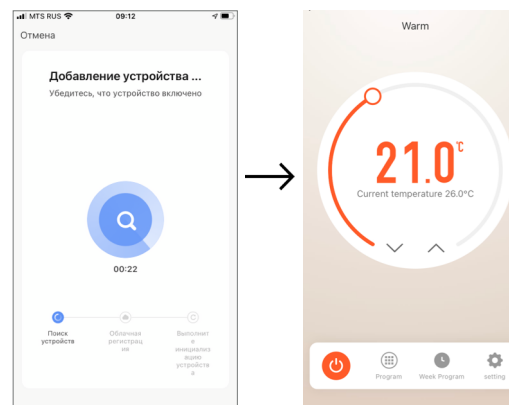 MTS RUS 09:12
Отмена
Добавление устройства ...
Убедитесь, что устройство включено
00:22
Поиск
устройств
Облачная
регистрац
ия
Выполнит
е
инициализ
ацию
устройств
а
Warm
21.0℃
Current temperature 26.0°C
Program
Week Program
setting